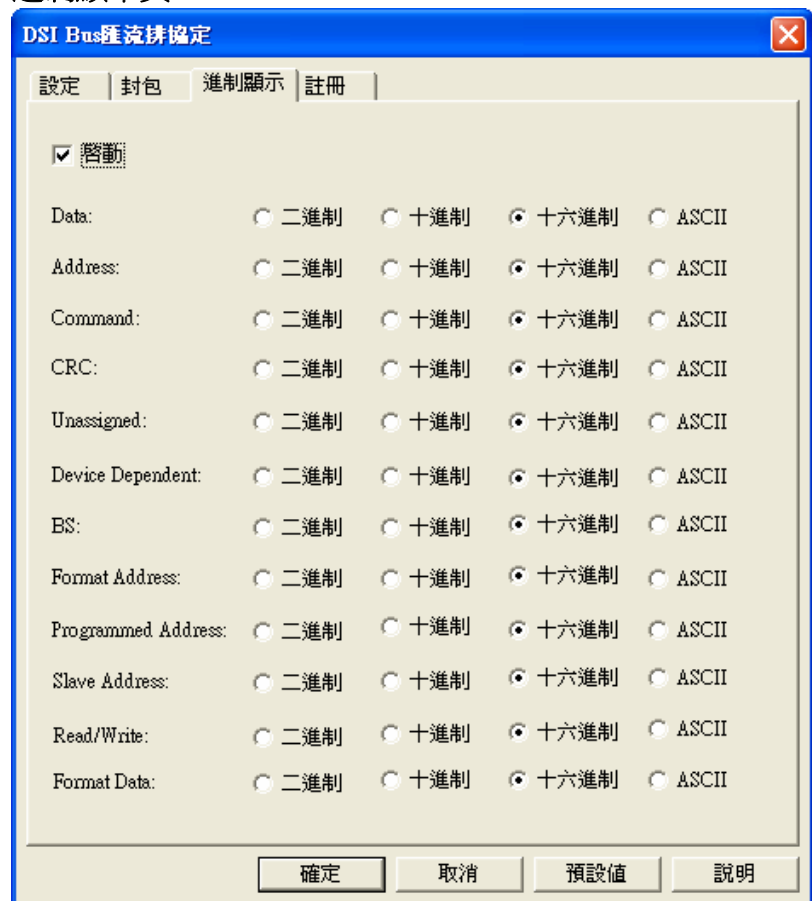 DSI Bus匯流排協定
設定 封包 進制顯示 註冊
啓動
Data: 二進制 十進制 十六進制 ASCII
Address: 二進制 十進制 十六進制 ASCII
Command: 二進制 十進制 十六進制 ASCII
CRC: 二進制 十進制 十六進制 ASCII
Unassigned: 二進制 十進制 十六進制 ASCII
Device Dependent: 二進制 十進制 十六進制 ASCII
BS: 二進制 十進制 十六進制 ASCII
Format Address: 二進制 十進制 十六進制 ASCII
Programmed Address: 二進制 十進制 十六進制 ASCII
Slave Address: 二進制 十進制 十六進制 ASCII
Read/Write: 二進制 十進制 十六進制 ASCII
Format Data: 二進制 十進制 十六進制 ASCII
確定 取消 預設值 說明